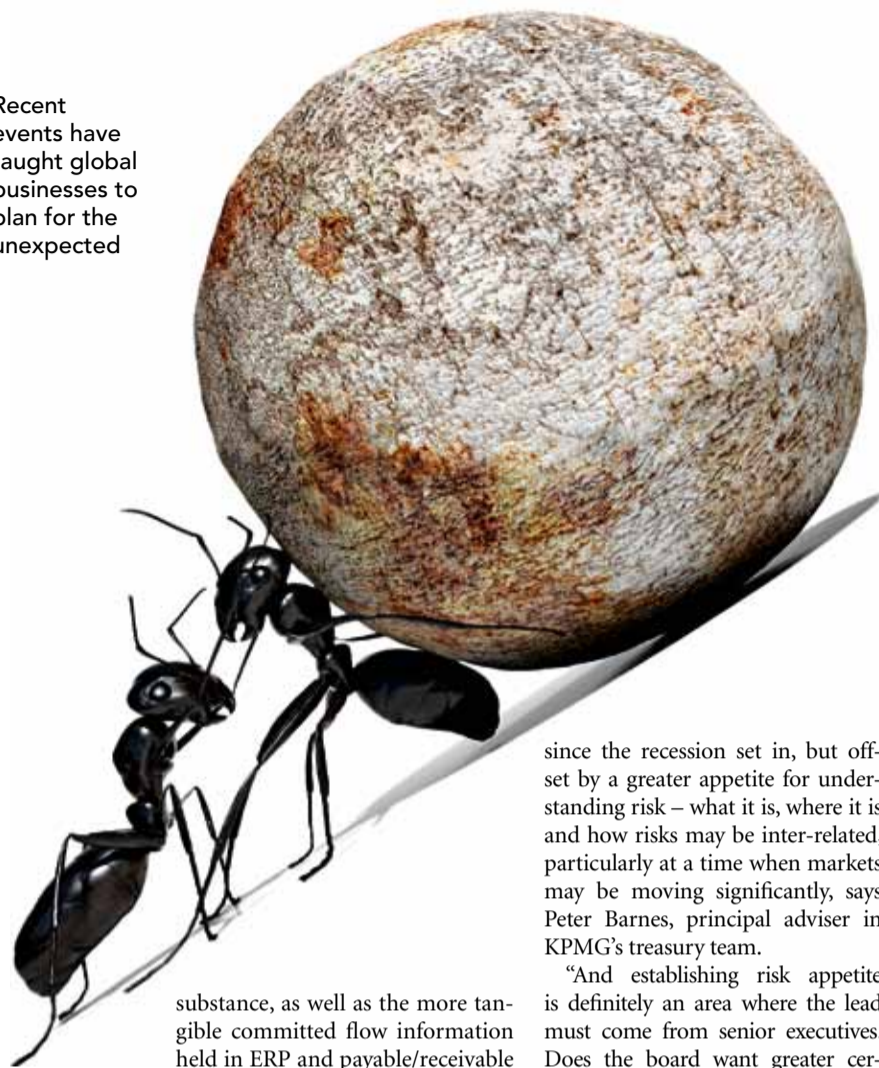 Recent
events have
taught global
businesses to
plan for the
unexpected
substance, as well as the more tan-
gible committed flow information
held in ERP and payable/receivable
since the recession set in, but off-
set by a greater appetite for under-
standing risk – what it is, where it is
and how risks may be inter-related,
particularly at a time when markets
may be moving significantly, says
Peter Barnes, principal adviser in
KPMG’s treasury team.
“And establishing risk appetite
is definitely an area where the lead
must come from senior executives.
Does the board want greater cer-